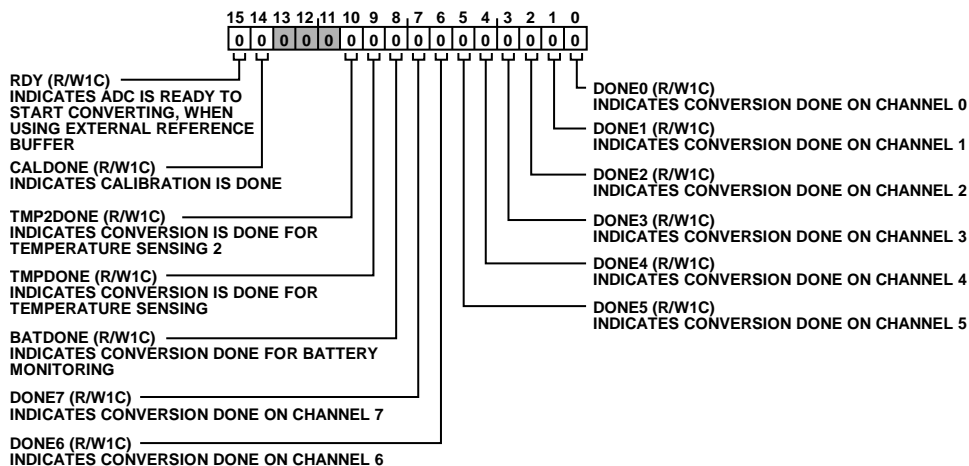 15 14 13 12 11 10 9 8 7 6 5 4 3 2 1 0
0 0 0 0 0 0 0 0 0 0 0 0 0 0 0 0
RDY (R/W1C)
INDICATES ADC IS READY TO
START CONVERTING, WHEN
USING EXTERNAL REFERENCE
BUFFER
CALDONE (R/W1C)
INDICATES CALIBRATION IS DONE
TMP2DONE (R/W1C)
INDICATES CONVERSION IS DONE FOR
TEMPERATURE SENSING 2
TMPDONE (R/W1C)
INDICATES CONVERSION IS DONE FOR
TEMPERATURE SENSING
BATDONE (R/W1C)
INDICATES CONVERSION DONE FOR BATTERY
MONITORING
DONE7 (R/W1C)
INDICATES CONVERSION DONE ON CHANNEL 7
DONE6 (R/W1C)
INDICATES CONVERSION DONE ON CHANNEL 6
DONE0 (R/W1C)
INDICATES CONVERSION DONE ON CHANNEL 0
DONE1 (R/W1C)
INDICATES CONVERSION DONE ON CHANNEL 1
DONE2 (R/W1C)
INDICATES CONVERSION DONE ON CHANNEL 2
DONE3 (R/W1C)
INDICATES CONVERSION DONE ON CHANNEL 3
DONE4 (R/W1C)
INDICATES CONVERSION DONE ON CHANNEL 4
DONE5 (R/W1C)
INDICATES CONVERSION DONE ON CHANNEL 5